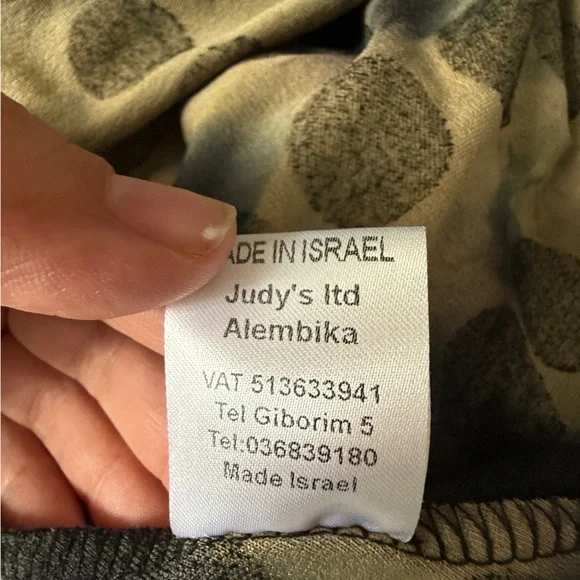 ADE IN ISRAEL
Judy's ltd
Alembika
VAT 513633941
Tel Giborim 5
Tel:036839180
Made Israel